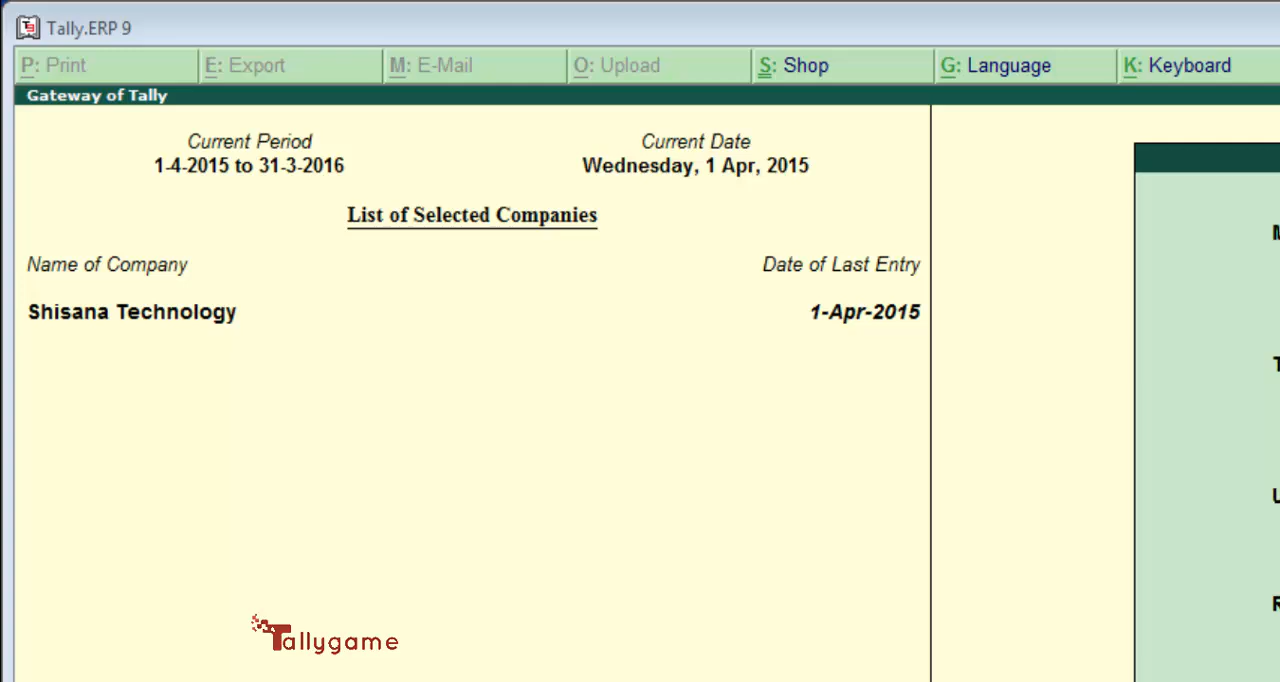 Tally.ERP 9
P: Print E: Export M: E-Mail O: Upload S: Shop G: Language K: Keyboard
Gateway of Tally
Current Period Current Date
1-4-2015 to 31-3-2016 Wednesday, 1 Apr, 2015
List of Selected Companies
Name of Company Date of Last Entry
Shisana Technology 1-Apr-2015
Tallygame